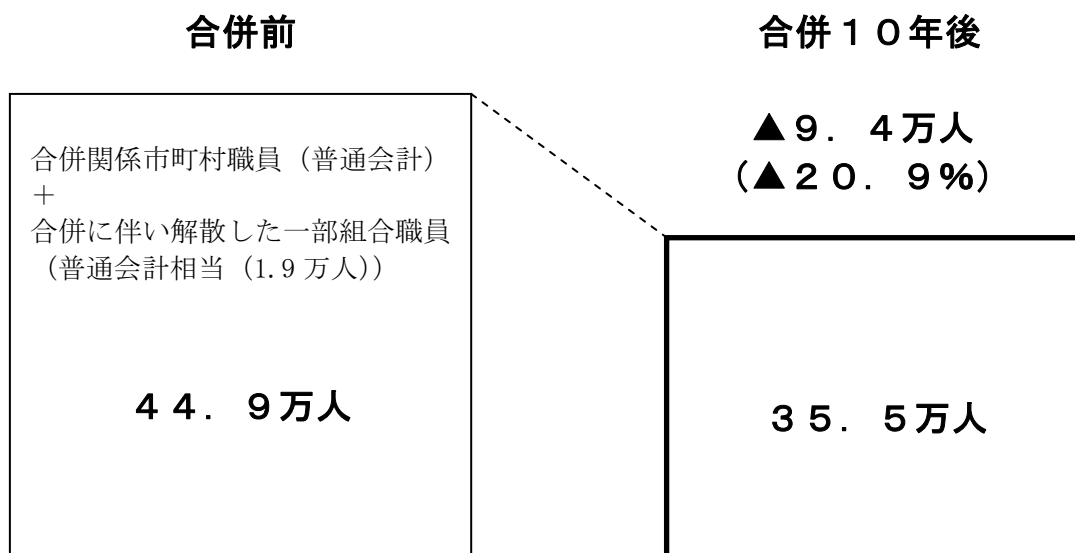 合併前
合併関係市町村職員（普通会計）
＋
合併に伴い解散した一部組合職員
（普通会計相当（1.9 万人））
４４．９万人
合併１０年後
▲９．４万人
（▲２０．９％）
３５．５万人